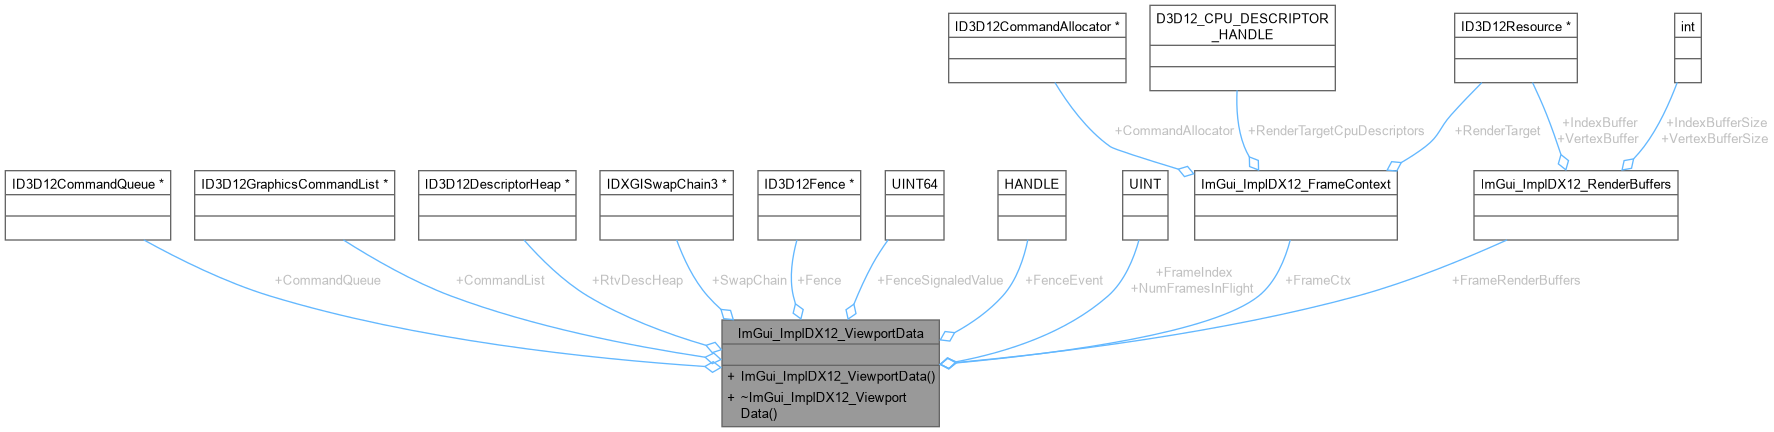 ID3D12CommandAllocator *
D3D12_CPU_DESCRIPTOR
_HANDLE
ID3D12Resource *
int
+CommandAllocator
+RenderTargetCpuDescriptors
+RenderTarget
+IndexBuffer
+VertexBuffer
+IndexBufferSize
+VertexBufferSize
ID3D12CommandQueue *
ID3D12GraphicsCommandList *
ID3D12DescriptorHeap *
IDXGISwapChain3 *
ID3D12Fence *
UINT64
HANDLE
UINT
ImGui_ImplDX12_FrameContext
ImGui_ImplDX12_RenderBuffers
+CommandQueue
+CommandList
+RtvDescHeap
+SwapChain
+Fence
+FenceSignaledValue
+FenceEvent
+FrameIndex
+NumFramesInFlight
+FrameCtx
+FrameRenderBuffers
ImGui_ImplDX12_ViewportData
+ ImGui_ImplDX12_ViewportData()
+ ~ImGui_ImplDX12_Viewport
Data()